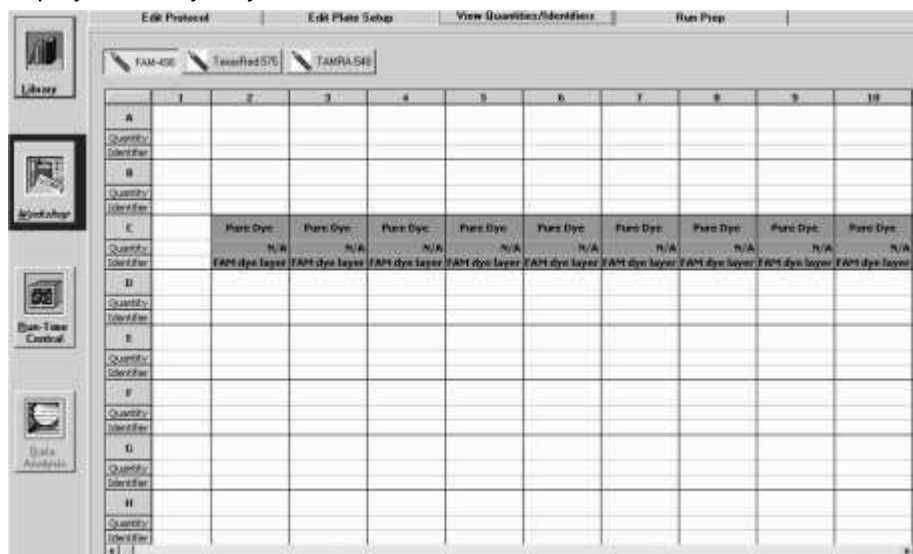 Edit Protocol Edit Plate Setup View Quantities/Identifiers Run Prep
FAM-490 TexasRed-575 TAMRA-540
Library
1 2 3 4 5 6 7 8 9 10
A
Quantity
Identifier
B
Quantity
Identifier
Workshop
C Pure Dye Pure Dye Pure Dye Pure Dye Pure Dye Pure Dye Pure Dye Pure Dye Pure Dye
Quantity N/A N/A N/A N/A N/A N/A N/A N/A N/A
Identifier FAM dye layer FAM dye layer FAM dye layer FAM dye layer FAM dye layer FAM dye layer FAM dye layer FAM dye layer FAM dye layer
D
Quantity
Identifier
Run-Time
Central
E
Quantity
Identifier
F
Quantity
Identifier
Data
Analysis
G
Quantity
Identifier
H
Quantity
Identifier